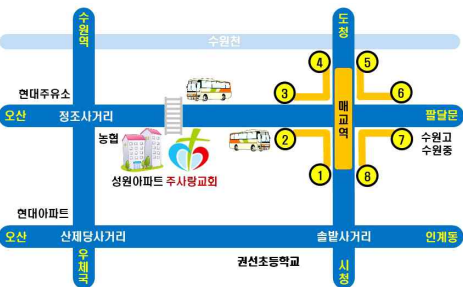 수원역
도청
수원천
4
5
3
6
현대주유소
매교역
오산
정조사거리
팔달문
농협
2
7
수원고
수원중
성원아파트 주사랑교회
1
8
현대아파트
오산
산제당사거리
솔밭사거리
인계동
우체국
권선초등학교
시청